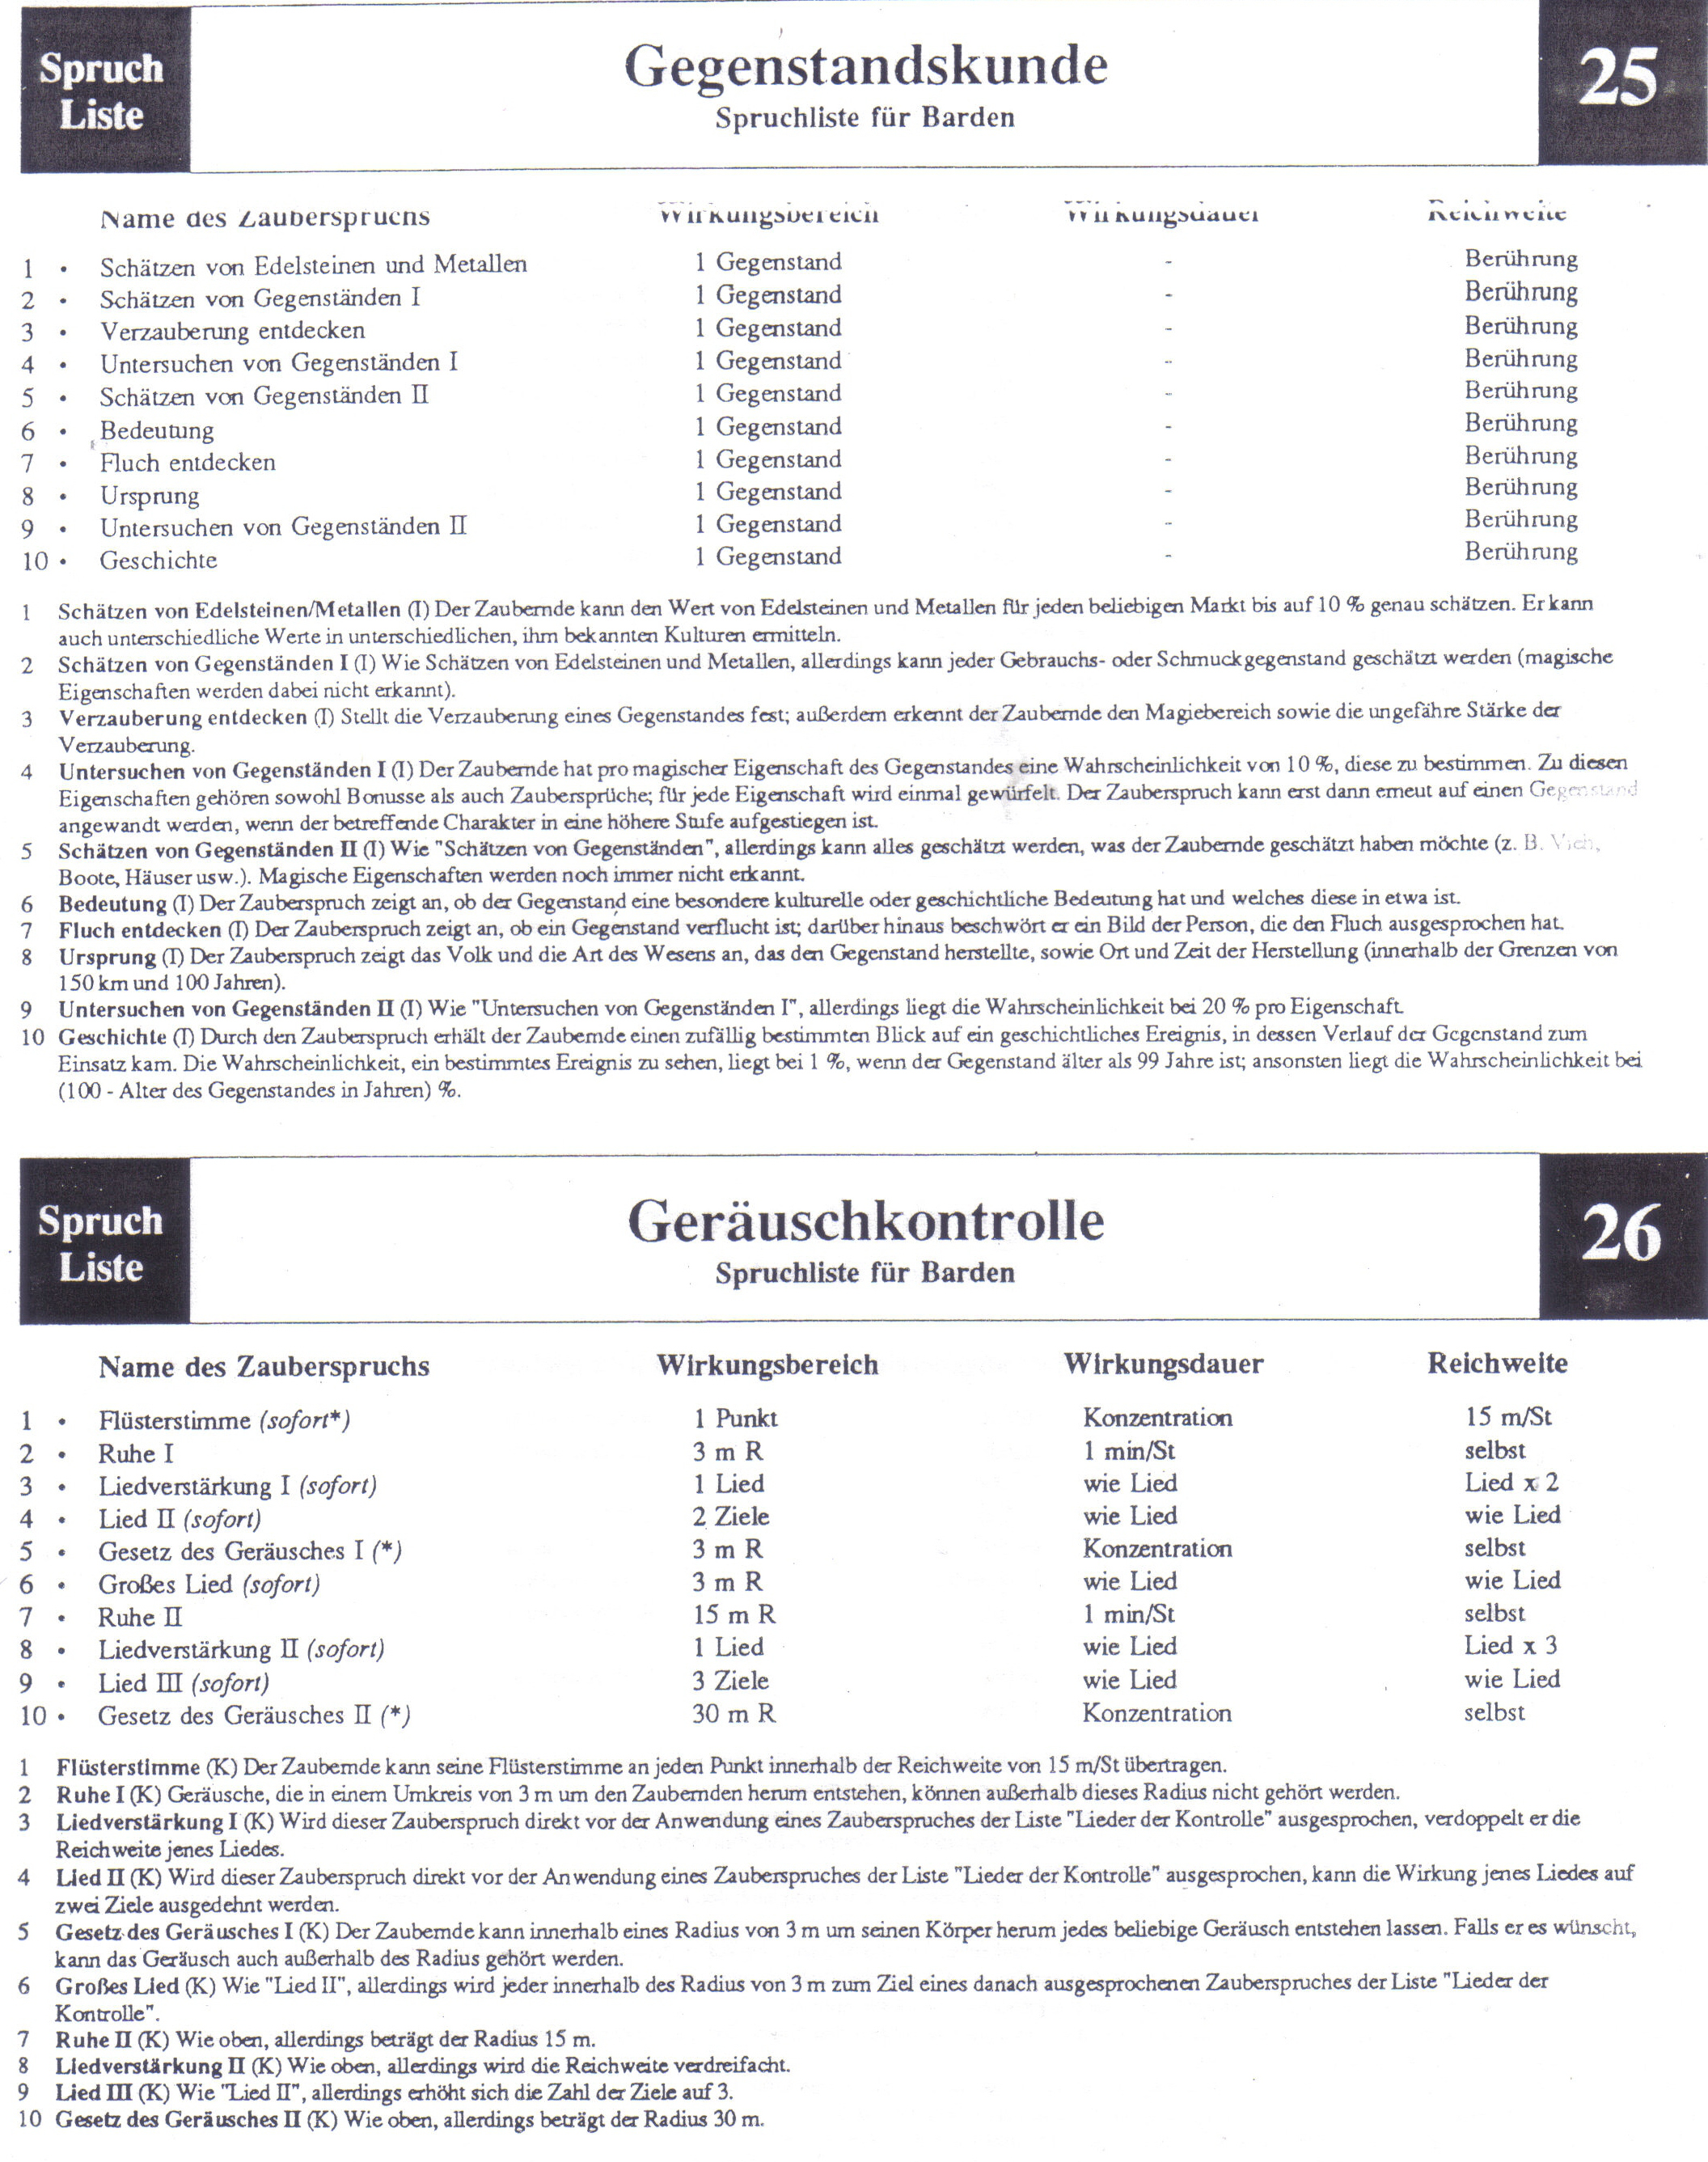 Spruch
Liste
Gegenstandskunde
Spruchliste für Barden
25
Name des Zauberspruchs Wirkungsbereich Wirkungsdauer Reichweite
1 • Schätzen von Edelsteinen und Metallen 1 Gegenstand - Berührung
2 • Schätzen von Gegenständen I 1 Gegenstand - Berührung
3 • Verzauberung entdecken 1 Gegenstand - Berührung
4 • Untersuchen von Gegenständen I 1 Gegenstand - Berührung
5 • Schätzen von Gegenständen II 1 Gegenstand - Berührung
6 • Bedeutung 1 Gegenstand - Berührung
7 • Fluch entdecken 1 Gegenstand - Berührung
8 • Ursprung 1 Gegenstand - Berührung
9 • Untersuchen von Gegenständen II 1 Gegenstand - Berührung
10 • Geschichte 1 Gegenstand - Berührung
1 Schätzen von Edelsteinen/Metallen (I) Der Zaubernde kann den Wert von Edelsteinen und Metallen für jeden beliebigen Markt bis auf 10 % genau schätzen. Er kann
auch unterschiedliche Werte in unterschiedlichen, ihm bekannten Kulturen ermitteln.
2 Schätzen von Gegenständen I (I) Wie Schätzen von Edelsteinen und Metallen, allerdings kann jeder Gebrauchs- oder Schmuckgegenstand geschätzt werden (magische
Eigenschaften werden dabei nicht erkannt).
3 Verzauberung entdecken (I) Stellt die Verzauberung eines Gegenstandes fest; außerdem erkennt der Zaubernde den Magiebereich sowie die ungefähre Stärke der
Verzauberung.
4 Untersuchen von Gegenständen I (I) Der Zaubernde hat pro magischer Eigenschaft des Gegenstandes eine Wahrscheinlichkeit von 10 %, diese zu bestimmen. Zu diesen
Eigenschaften gehören sowohl Bonusse als auch Zaubersprüche; für jede Eigenschaft wird einmal gewürfelt. Der Zauberspruch kann erst dann erneut auf einen Gegenstand
angewandt werden, wenn der betreffende Charakter in eine höhere Stufe aufgestiegen ist.
5 Schätzen von Gegenständen II (I) Wie "Schätzen von Gegenständen", allerdings kann alles geschätzt werden, was der Zaubernde geschätzt haben möchte (z. B. Vieh,
Boote, Häuser usw.). Magische Eigenschaften werden noch immer nicht erkannt.
6 Bedeutung (I) Der Zauberspruch zeigt an, ob der Gegenstand eine besondere kulturelle oder geschichtliche Bedeutung hat und welches diese in etwa ist.
7 Fluch entdecken (I) Der Zauberspruch zeigt an, ob ein Gegenstand verflucht ist; darüber hinaus beschwört er ein Bild der Person, die den Fluch ausgesprochen hat.
8 Ursprung (I) Der Zauberspruch zeigt das Volk und die Art des Wesens an, das den Gegenstand herstellte, sowie Ort und Zeit der Herstellung (innerhalb der Grenzen von
150 km und 100 Jahren).
9 Untersuchen von Gegenständen II (I) Wie "Untersuchen von Gegenständen I", allerdings liegt die Wahrscheinlichkeit bei 20 % pro Eigenschaft.
10 Geschichte (I) Durch den Zauberspruch erhält der Zaubernde einen zufällig bestimmten Blick auf ein geschichtliches Ereignis, in dessen Verlauf der Gegenstand zum
Einsatz kam. Die Wahrscheinlichkeit, ein bestimmtes Ereignis zu sehen, liegt bei 1 %, wenn der Gegenstand älter als 99 Jahre ist; ansonsten liegt die Wahrscheinlichkeit bei
(100 - Alter des Gegenstandes in Jahren) %.
Spruch
Liste
Geräuschkontrolle
Spruchliste für Barden
26
Name des Zauberspruchs Wirkungsbereich Wirkungsdauer Reichweite
1 • Flüsterstimme (sofort*) 1 Punkt Konzentration 15 m/St
2 • Ruhe I 3 m R 1 min/St selbst
3 • Liedverstärkung I (sofort) 1 Lied wie Lied Lied x 2
4 • Lied II (sofort) 2 Ziele wie Lied wie Lied
5 • Gesetz des Geräusches I (*) 3 m R Konzentration selbst
6 • Großes Lied (sofort) 3 m R wie Lied wie Lied
7 • Ruhe II 15 m R 1 min/St selbst
8 • Liedverstärkung II (sofort) 1 Lied wie Lied Lied x 3
9 • Lied III (sofort) 3 Ziele wie Lied wie Lied
10 • Gesetz des Geräusches II (*) 30 m R Konzentration selbst
1 Flüsterstimme (K) Der Zaubernde kann seine Flüsterstimme an jeden Punkt innerhalb der Reichweite von 15 m/St übertragen.
2 Ruhe I (K) Geräusche, die in einem Umkreis von 3 m um den Zaubernden herum entstehen, können außerhalb dieses Radius nicht gehört werden.
3 Liedverstärkung I (K) Wird dieser Zauberspruch direkt vor der Anwendung eines Zauberspruches der Liste "Lieder der Kontrolle" ausgesprochen, verdoppelt er die
Reichweite jenes Liedes.
4 Lied II (K) Wird dieser Zauberspruch direkt vor der Anwendung eines Zauberspruches der Liste "Lieder der Kontrolle" ausgesprochen, kann die Wirkung jenes Liedes auf
zwei Ziele ausgedehnt werden.
5 Gesetz des Geräusches I (K) Der Zaubernde kann innerhalb eines Radius von 3 m um seinen Körper herum jedes beliebige Geräusch entstehen lassen. Falls er es wünscht,
kann das Geräusch auch außerhalb des Radius gehört werden.
6 Großes Lied (K) Wie "Lied II", allerdings wird jeder innerhalb des Radius von 3 m zum Ziel eines danach ausgesprochenen Zauberspruches der Liste "Lieder der
Kontrolle".
7 Ruhe II (K) Wie oben, allerdings beträgt der Radius 15 m.
8 Liedverstärkung II (K) Wie oben, allerdings wird die Reichweite verdreifacht.
9 Lied III (K) Wie "Lied II", allerdings erhöht sich die Zahl der Ziele auf 3.
10 Gesetz des Geräusches II (K) Wie oben, allerdings beträgt der Radius 30 m.